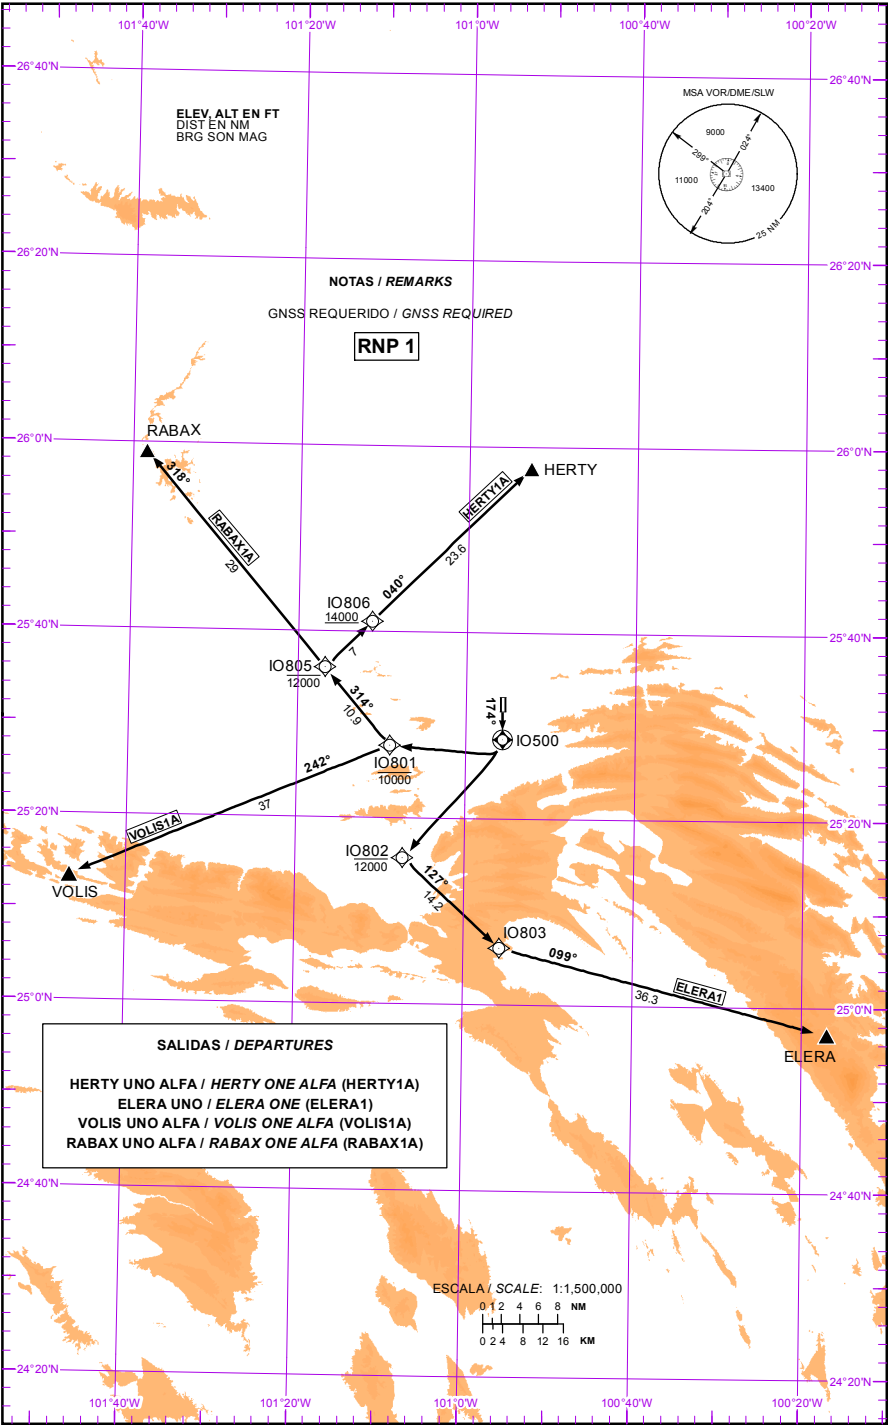 101°40'W
101°20'W
101°0'W
100°40'W
100°20'W
26°40'N
26°40'N
ELEV, ALT EN FT
DIST EN NM
BRG SON MAG
MSA VOR/DME/SLW
9000
024°
299°
11000
13400
204°
25 NM
26°20'N
26°20'N
NOTAS / REMARKS
GNSS REQUERIDO / GNSS REQUIRED
RNP 1
RABAX
26°0'N
26°0'N
318°
HERTY
HERTY1A
RABAX1A
29
23.6
040°
IO806
14000
25°40'N
25°40'N
7
IO805
12000
314°
10.9
174°
IO500
IO801
10000
242°
37
VOLIS1A
25°20'N
25°20'N
IO802
12000
127°
14.2
VOLIS
IO803
099°
ELERA1
36.3
25°0'N
25°0'N
ELERA
SALIDAS / DEPARTURES
HERTY UNO ALFA / HERTY ONE ALFA (HERTY1A)
ELERA UNO / ELERA ONE (ELERA1)
VOLIS UNO ALFA / VOLIS ONE ALFA (VOLIS1A)
RABAX UNO ALFA / RABAX ONE ALFA (RABAX1A)
24°40'N
24°40'N
ESCALA / SCALE: 1:1,500,000
0 1 2 4 6 8 NM
0 2 4 8 12 16 KM
24°20'N
24°20'N
101°40'W
101°20'W
101°0'W
100°40'W
100°20'W